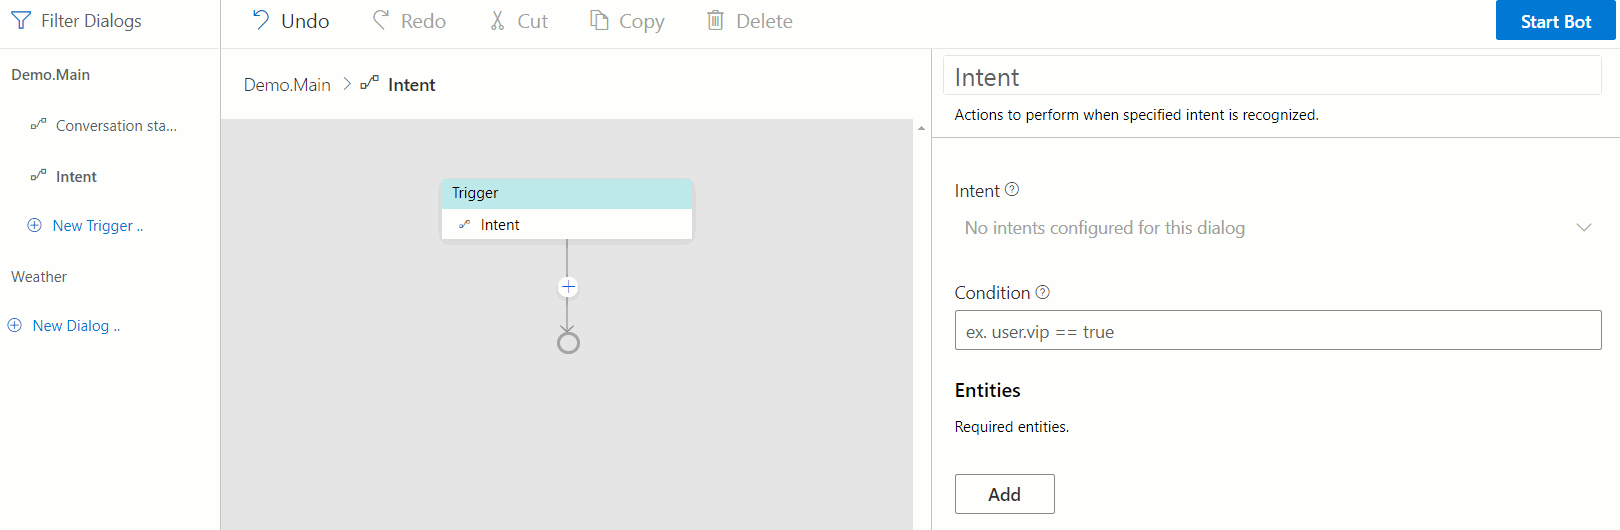 Filter Dialogs
Undo Redo Cut Copy Delete
Start Bot
Demo.Main
Conversation sta...
Intent
New Trigger ..
Weather
New Dialog ..
Demo.Main > Intent
Trigger
Intent
Intent
Actions to perform when specified intent is recognized.
Intent
No intents configured for this dialog
Condition
ex. user.vip == true
Entities
Required entities.
Add